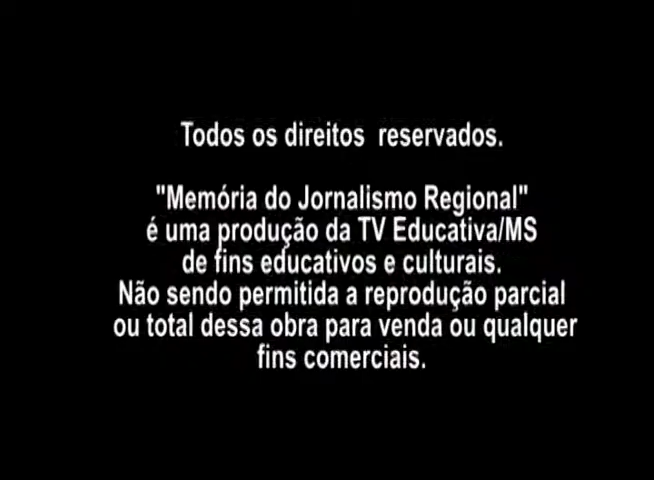 Todos os direitos reservados.
"Memória do Jornalismo Regional"
é uma produção da TV Educativa/MS
de fins educativos e culturais.
Não sendo permitida a reprodução parcial
ou total dessa obra para venda ou qualquer
fins comerciais.